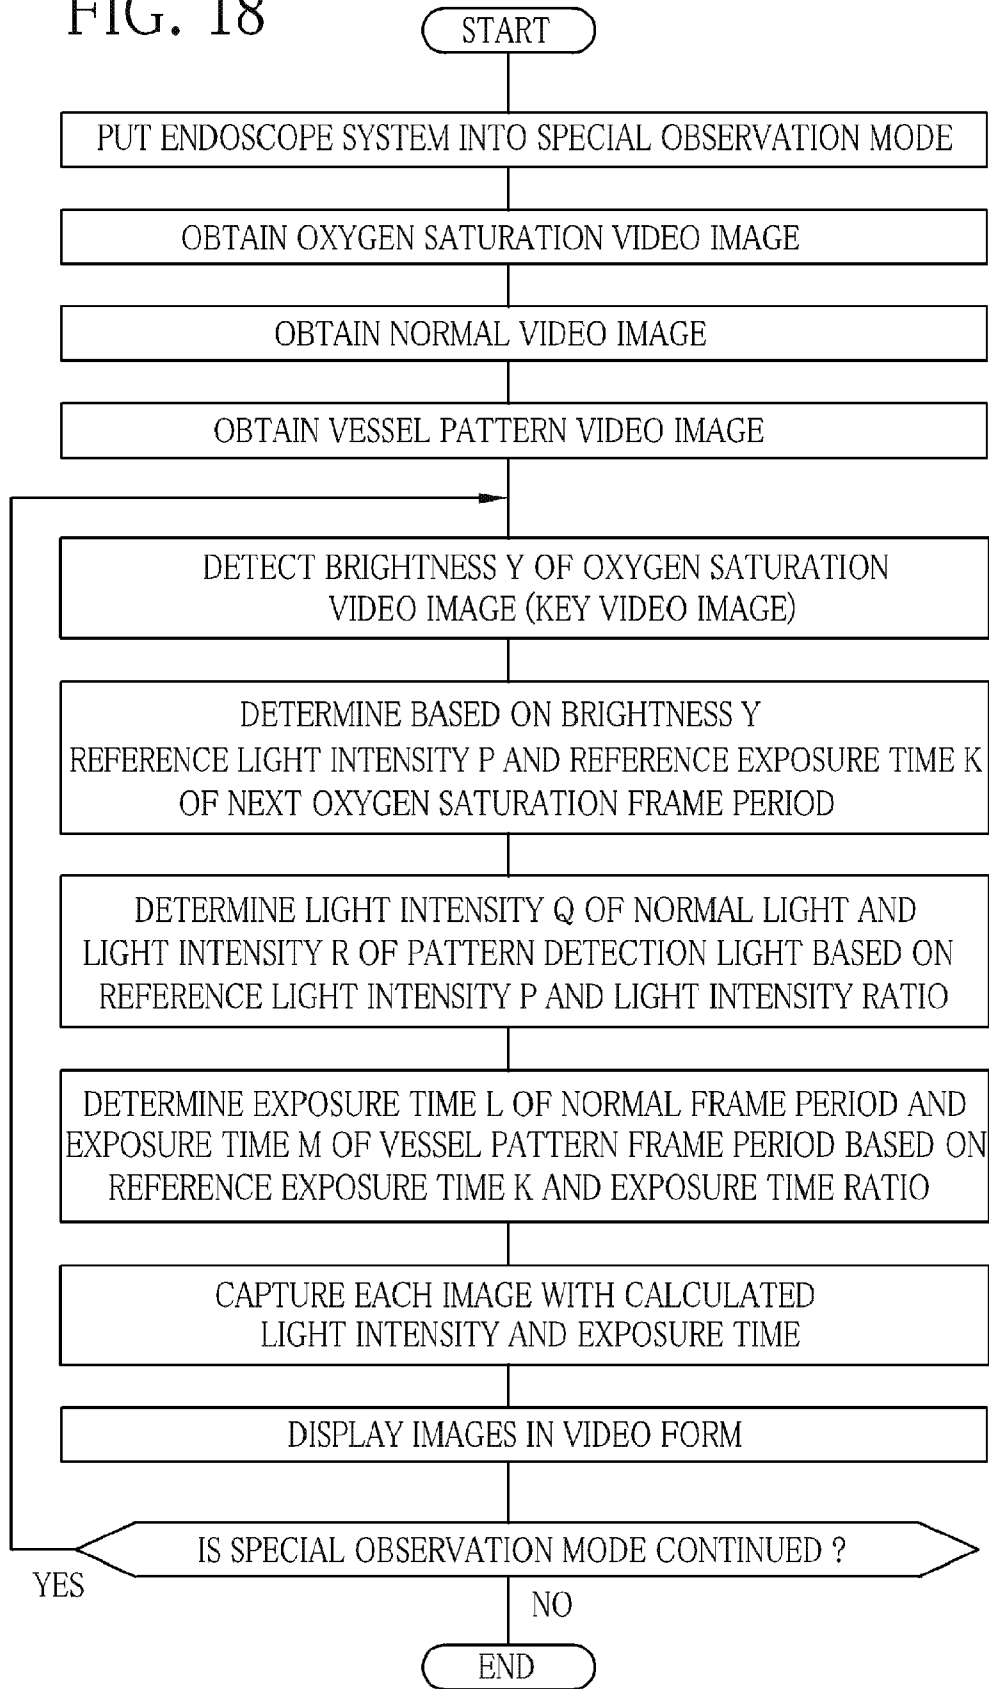 FIG. 18
START
PUT ENDOSCOPE SYSTEM INTO SPECIAL OBSERVATION MODE
OBTAIN OXYGEN SATURATION VIDEO IMAGE
OBTAIN NORMAL VIDEO IMAGE
OBTAIN VESSEL PATTERN VIDEO IMAGE
DETECT BRIGHTNESS Y OF OXYGEN SATURATION
VIDEO IMAGE (KEY VIDEO IMAGE)
DETERMINE BASED ON BRIGHTNESS Y
REFERENCE LIGHT INTENSITY P AND REFERENCE EXPOSURE TIME K
OF NEXT OXYGEN SATURATION FRAME PERIOD
DETERMINE LIGHT INTENSITY Q OF NORMAL LIGHT AND
LIGHT INTENSITY R OF PATTERN DETECTION LIGHT BASED ON
REFERENCE LIGHT INTENSITY P AND LIGHT INTENSITY RATIO
DETERMINE EXPOSURE TIME L OF NORMAL FRAME PERIOD AND
EXPOSURE TIME M OF VESSEL PATTERN FRAME PERIOD BASED ON
REFERENCE EXPOSURE TIME K AND EXPOSURE TIME RATIO
CAPTURE EACH IMAGE WITH CALCULATED
LIGHT INTENSITY AND EXPOSURE TIME
DISPLAY IMAGES IN VIDEO FORM
IS SPECIAL OBSERVATION MODE CONTINUED ?
YES
NO
END